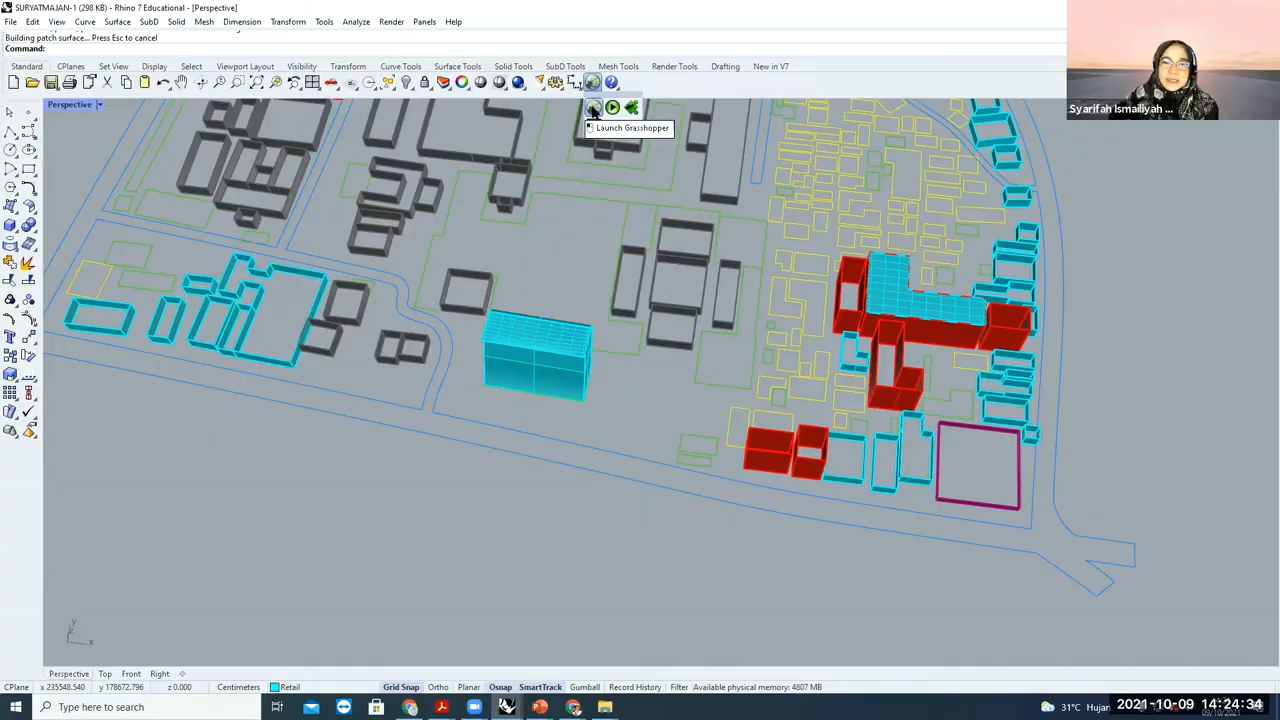 SURYATMAJAN-1 (298 KB) - Rhino 7 Educational - [Perspective]
File Edit View Curve Surface SubD Solid Mesh Dimension Transform Tools Analyze Render Panels Help
Building patch surface... Press Esc to cancel
Command:
Standard CPlanes Set View Display Select Viewport Layout Visibility Transform Curve Tools Surface Tools Solid Tools SubD Tools Mesh Tools Render Tools Drafting New in V7
Perspective
Launch Grasshopper
Syarifah Ismailiyah ...
y
x
Perspective Top Front Right
CPlane x 235548.540 y 178672.796 z 0.000 Centimeters Retail Grid Snap Ortho Planar Osnap SmartTrack Gumball Record History Filter Available physical memory: 4807 MB
Type here to search
31°C Hujan
2021-10-09 14:24:34